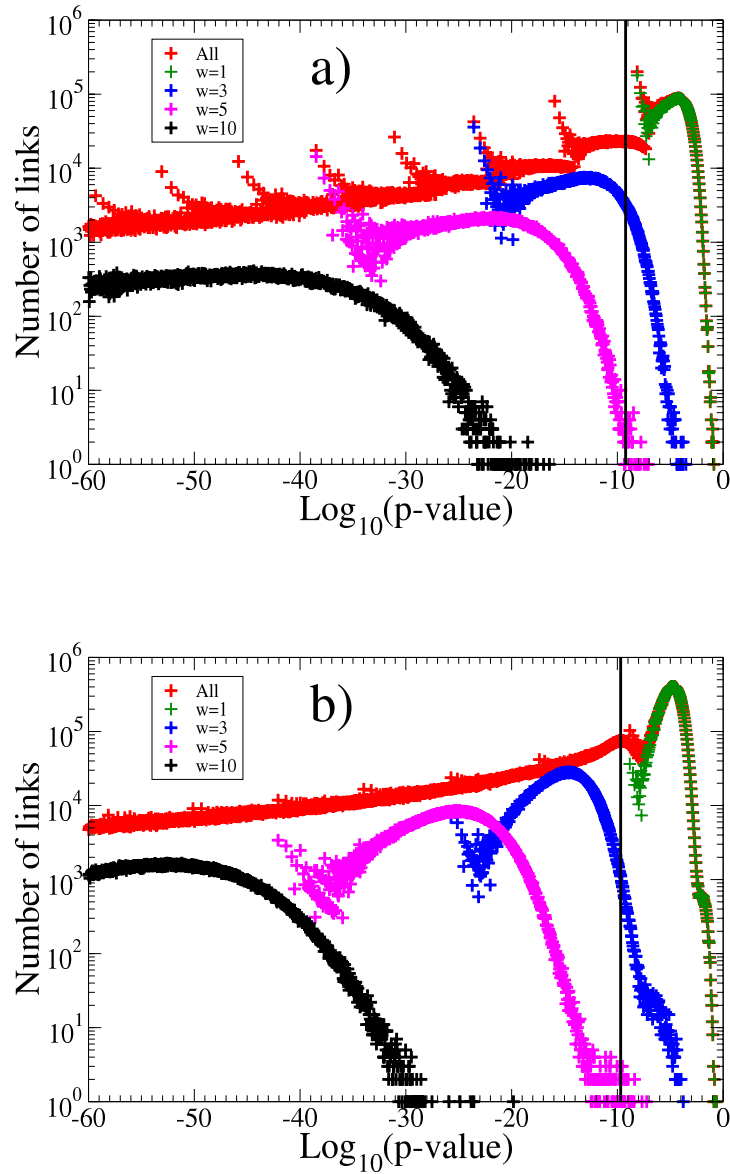 10^6
a)
All
w=1
w=3
w=5
w=10
10^5
10^4
10^3
10^2
10^1
10^0
Number of links
-60 -50 -40 -30 -20 -10 0
Log_10(p-value)
10^6
b)
All
w=1
w=3
w=5
w=10
10^5
10^4
10^3
10^2
10^1
10^0
Number of links
-60 -50 -40 -30 -20 -10 0
Log_10(p-value)